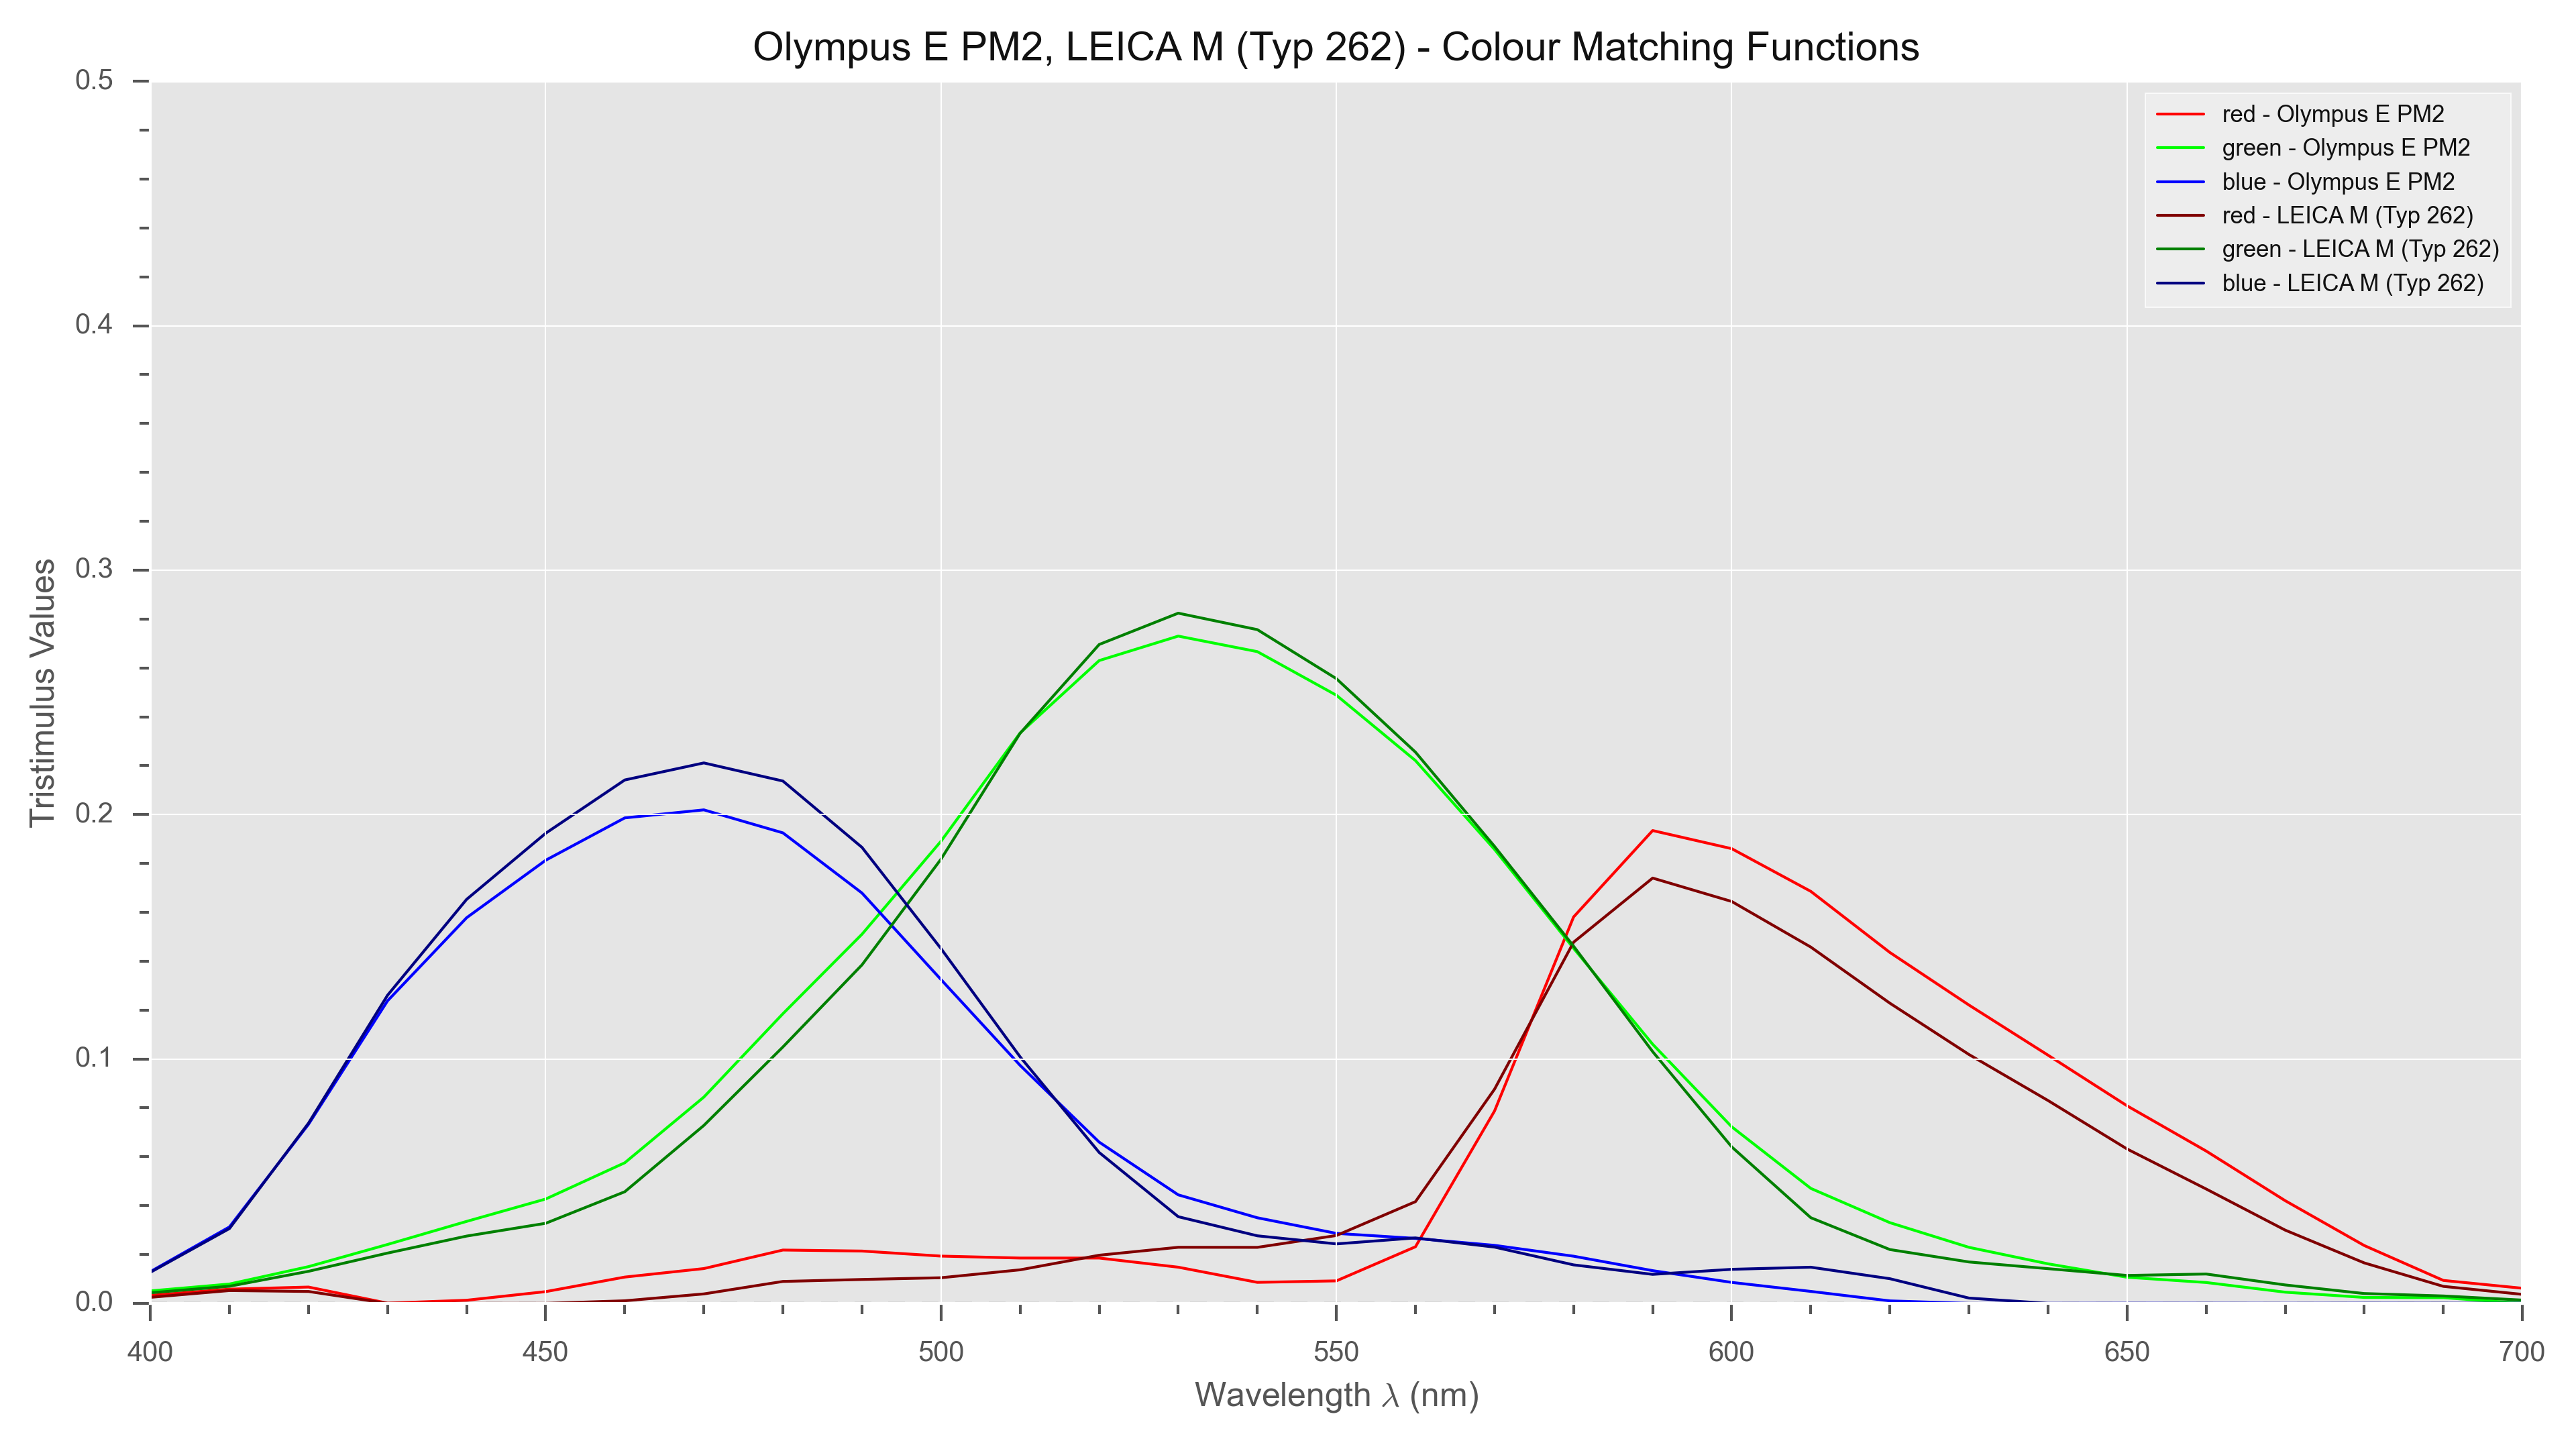 Olympus E PM2, LEICA M (Typ 262) - Colour Matching Functions
0.5
0.4
0.3
0.2
0.1
0.0
Tristimulus Values
red - Olympus E PM2
green - Olympus E PM2
blue - Olympus E PM2
red - LEICA M (Typ 262)
green - LEICA M (Typ 262)
blue - LEICA M (Typ 262)
400 450 500 550 600 650 700
Wavelength λ (nm)